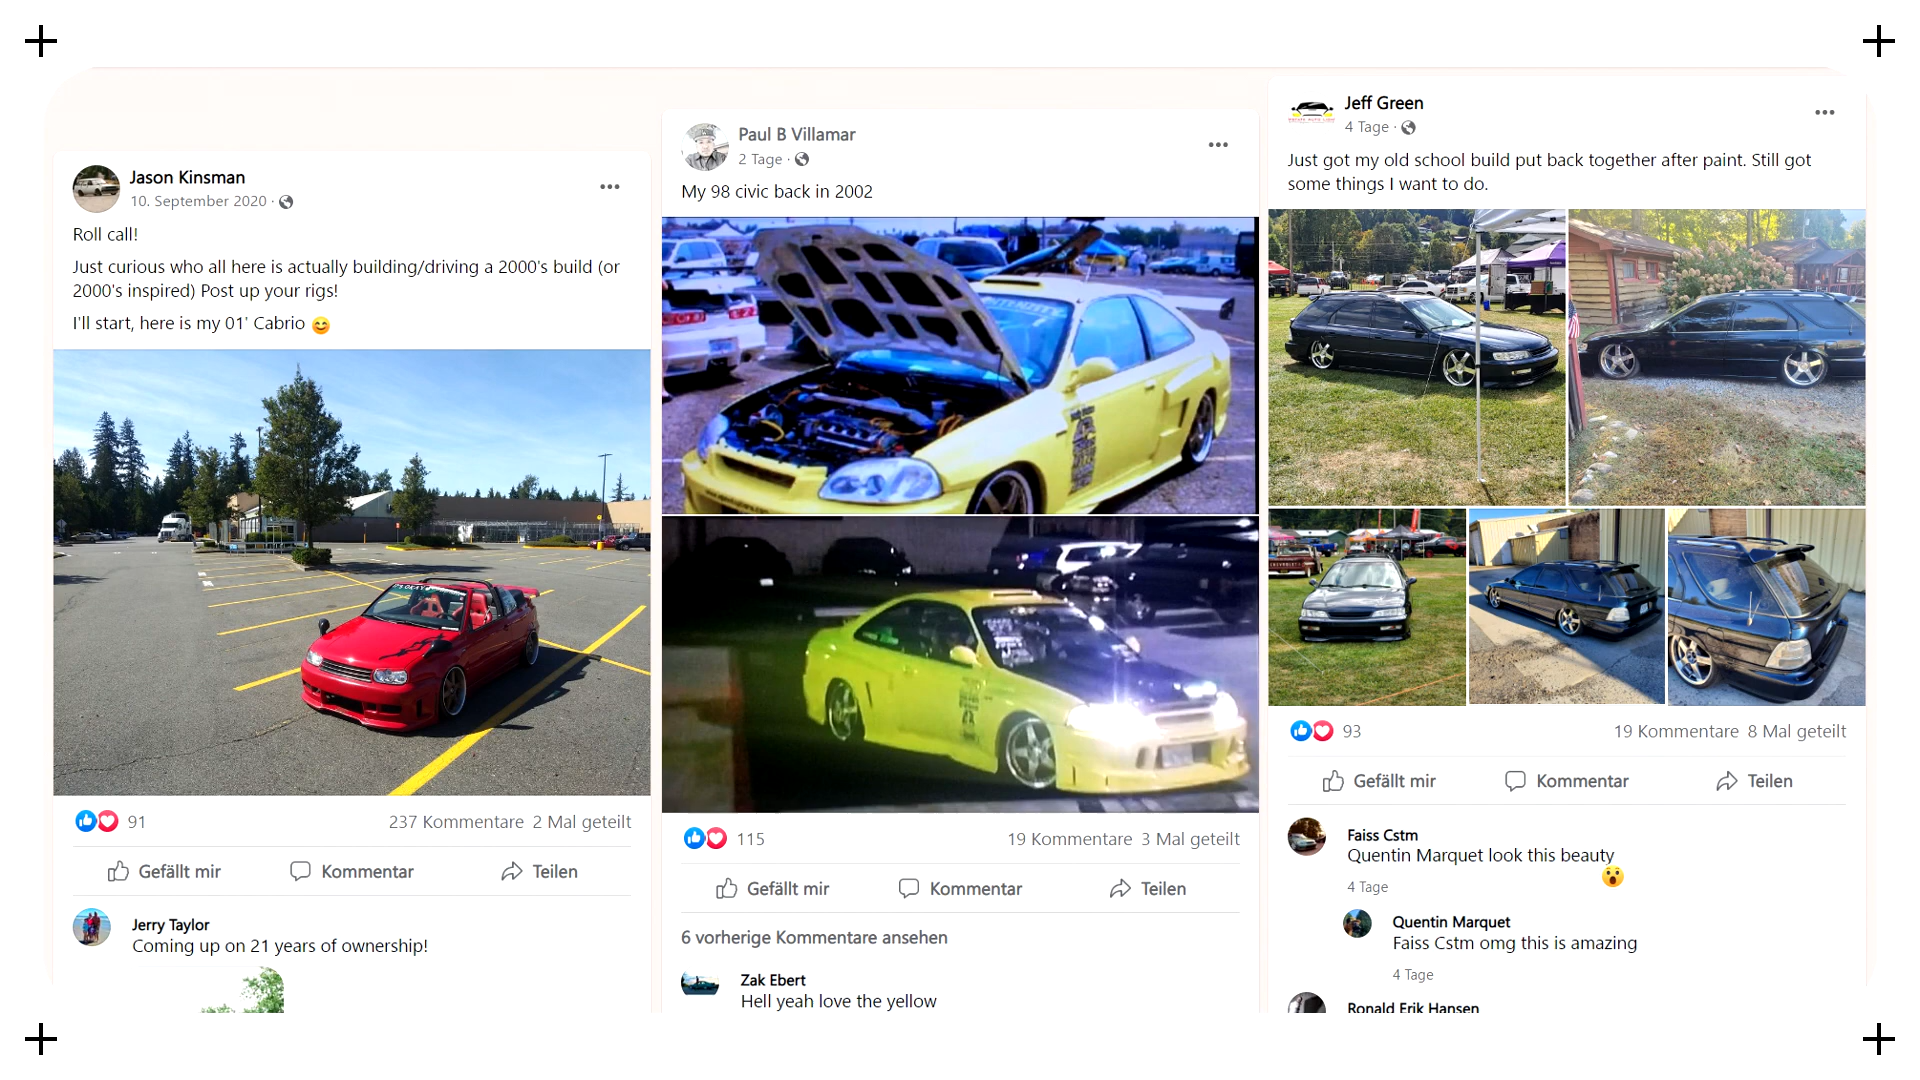 Jason Kinsman
10. September 2020 ·
Roll call!
Just curious who all here is actually building/driving a 2000's build (or
2000's inspired) Post up your rigs!
I'll start, here is my 01' Cabrio 😊
91
237 Kommentare 2 Mal geteilt
Gefällt mir
Kommentar
Teilen
Jerry Taylor
Coming up on 21 years of ownership!
Paul B Villamar
2 Tage ·
My 98 civic back in 2002
115
19 Kommentare 3 Mal geteilt
Gefällt mir
Kommentar
Teilen
6 vorherige Kommentare ansehen
Zak Ebert
Hell yeah love the yellow
Jeff Green
4 Tage ·
Just got my old school build put back together after paint. Still got
some things I want to do.
93
19 Kommentare 8 Mal geteilt
Gefällt mir
Kommentar
Teilen
Faiss Cstm
Quentin Marquet look this beauty
4 Tage
Quentin Marquet
Faiss Cstm omg this is amazing
4 Tage
Ronald Erik Hansen